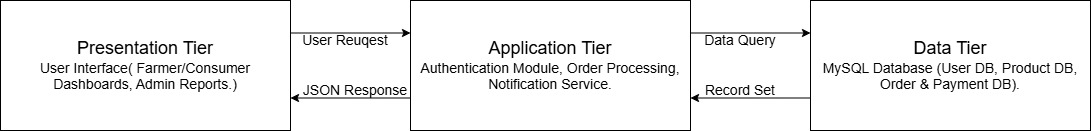 Presentation Tier
User Interface( Farmer/Consumer
Dashboards, Admin Reports.)
User Reuqest
JSON Response
Application Tier
Authentication Module, Order Processing,
Notification Service.
Data Query
Record Set
Data Tier
MySQL Database (User DB, Product DB,
Order & Payment DB).